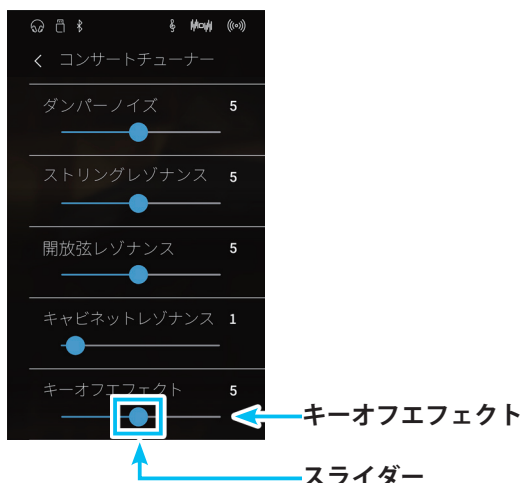 コンサートチューナー
ダンパーノイズ 5
ストリングレゾナンス 5
開放弦レゾナンス 5
キャビネットレゾナンス 1
キーオフエフェクト 5
キーオフエフェクト
スライダー